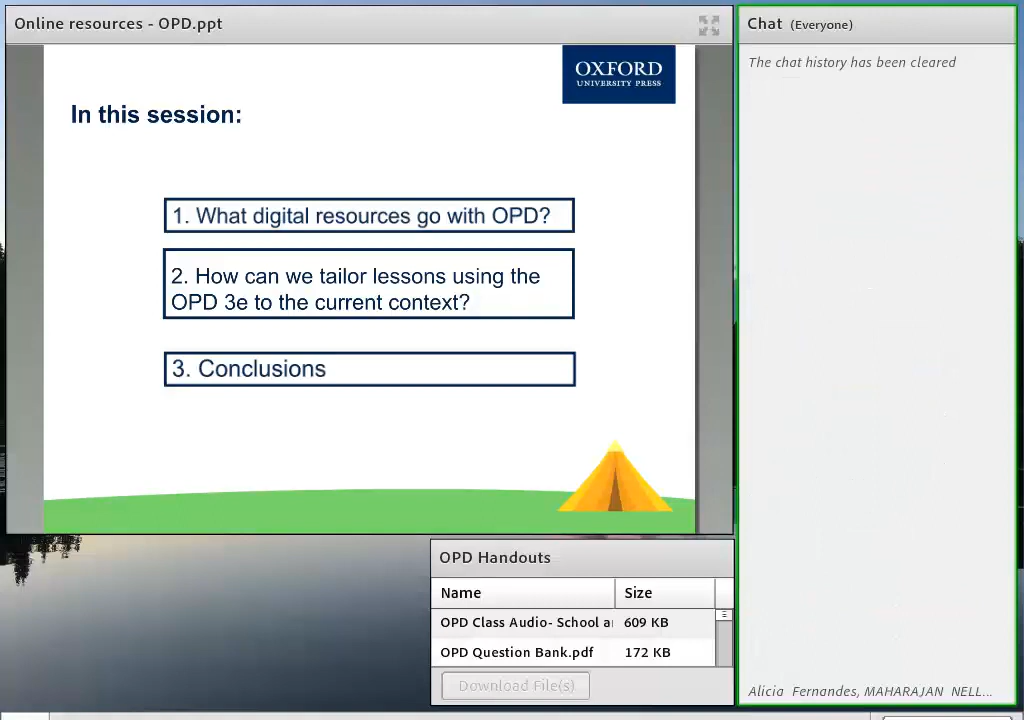 Online resources - OPD.ppt
OXFORD
UNIVERSITY PRESS
In this session:
1. What digital resources go with OPD?
2. How can we tailor lessons using the
OPD 3e to the current context?
3. Conclusions
OPD Handouts
Name Size
OPD Class Audio- School a 609 KB
OPD Question Bank.pdf 172 KB
Download File(s)
Chat (Everyone)
The chat history has been cleared
Alicia Fernandes, MAHARAJAN NELL...